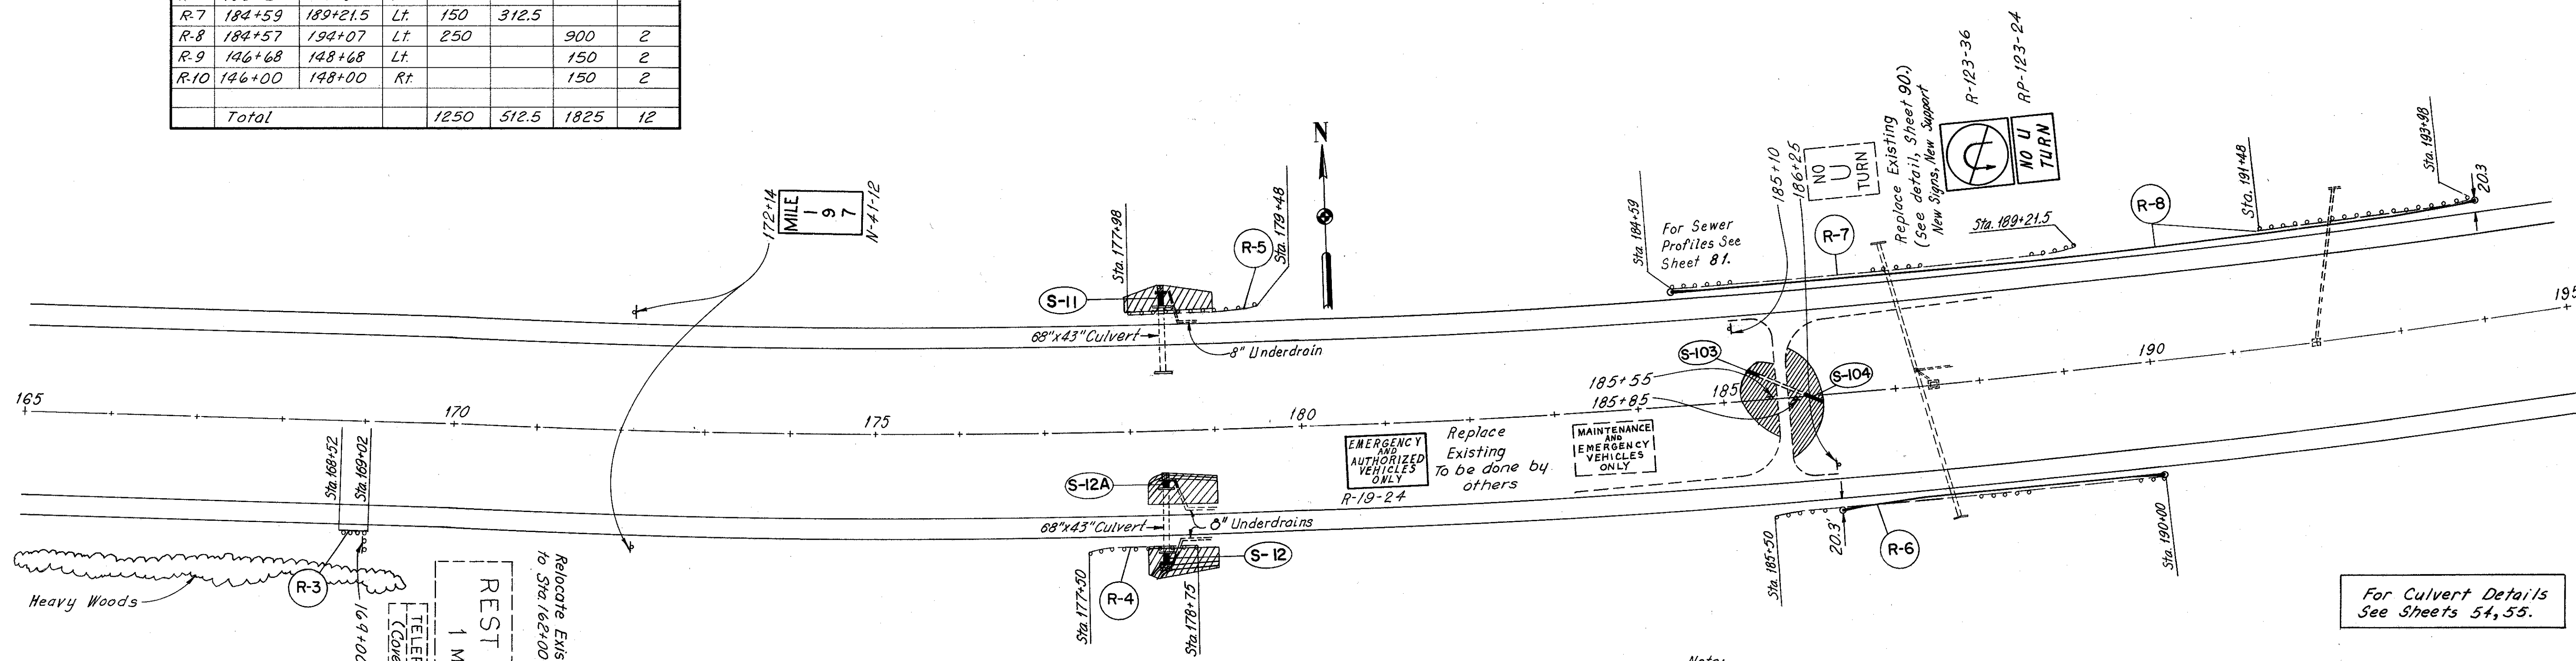 R-7 184+59 189+21.5 Lt. 150 312.5
R-8 184+57 194+07 Lt. 250 900 2
R-9 146+68 148+68 Lt. 150 2
R-10 146+00 148+00 Rt. 150 2
Total 1250 512.5 1825 12
172+14
MILE
1
9
7
N-41-12
N
Sta. 177+98
Sta. 179+48
R-5
S-11
68"x43" Culvert
8" Underdrain
Sta. 184+59
For Sewer
Profiles See
Sheet 81.
185+10
186+25
NO
U
TURN
Replace Existing
(See detail, Sheet 90.)
New Signs, New Support
R-123-36
RP-123-24
NO U
TURN
R-7
Sta. 189+21.5
R-8
Sta. 191+48
Sta. 193+98
20.3
165
170
175
180
185
190
195
S-103
S-104
185+55
185+85
Sta. 168+52
Sta. 169+02
R-3
Heavy Woods
169+00
REST
1 M
Relocate Exis
to Sta. 162+00
S-12A
68"x43" Culvert
8" Underdrains
S-12
R-4
Sta. 177+50
Sta. 178+75
EMERGENCY
AND
AUTHORIZED
VEHICLES
ONLY
R-19-24
Replace
Existing
To be done by
others
MAINTENANCE
AND
EMERGENCY
VEHICLES
ONLY
Sta. 185+50
20.3'
R-6
Sta. 190+00
For Culvert Details
See Sheets 54, 55.